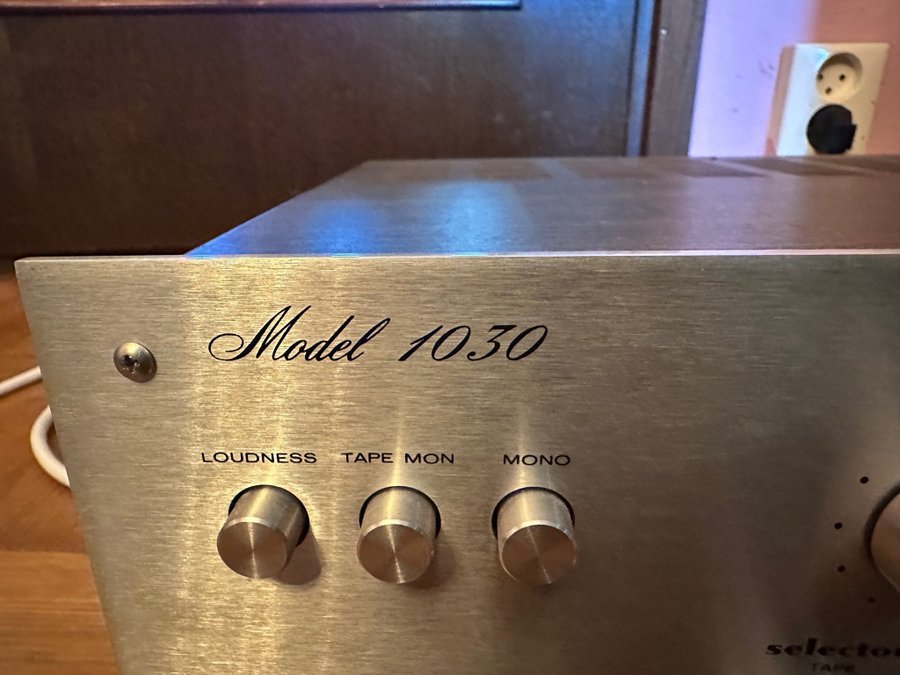 Model 1030
LOUDNESS TAPE MON MONO
selector
TAPE